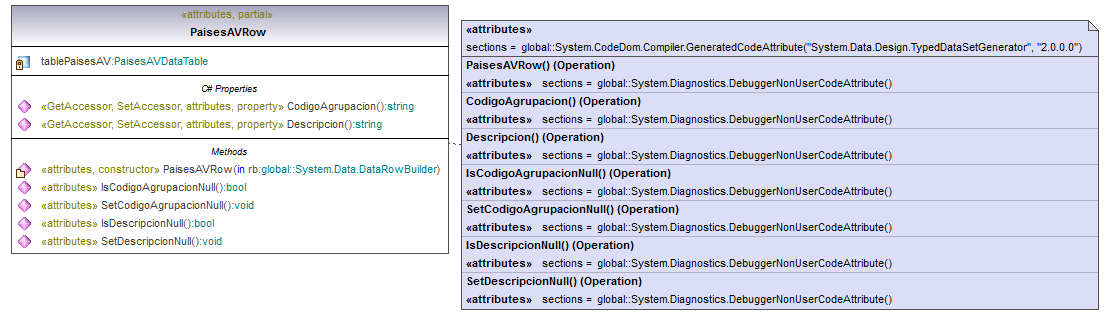 «attributes, partial»
PaisesAVRow
tablePaisesAV:PaisesAVDataTable
C# Properties
«GetAccessor, SetAccessor, attributes, property» CodigoAgrupacion():string
«GetAccessor, SetAccessor, attributes, property» Descripcion():string
Methods
«attributes, constructor» PaisesAVRow(in rb:global::System.Data.DataRowBuilder)
«attributes» IsCodigoAgrupacionNull():bool
«attributes» SetCodigoAgrupacionNull():void
«attributes» IsDescripcionNull():bool
«attributes» SetDescripcionNull():void
«attributes»
sections = global::System.CodeDom.Compiler.GeneratedCodeAttribute("System.Data.Design.TypedDataSetGenerator", "2.0.0.0")
PaisesAVRow() (Operation)
«attributes» sections = global::System.Diagnostics.DebuggerNonUserCodeAttribute()
CodigoAgrupacion() (Operation)
«attributes» sections = global::System.Diagnostics.DebuggerNonUserCodeAttribute()
Descripcion() (Operation)
«attributes» sections = global::System.Diagnostics.DebuggerNonUserCodeAttribute()
IsCodigoAgrupacionNull() (Operation)
«attributes» sections = global::System.Diagnostics.DebuggerNonUserCodeAttribute()
SetCodigoAgrupacionNull() (Operation)
«attributes» sections = global::System.Diagnostics.DebuggerNonUserCodeAttribute()
IsDescripcionNull() (Operation)
«attributes» sections = global::System.Diagnostics.DebuggerNonUserCodeAttribute()
SetDescripcionNull() (Operation)
«attributes» sections = global::System.Diagnostics.DebuggerNonUserCodeAttribute()